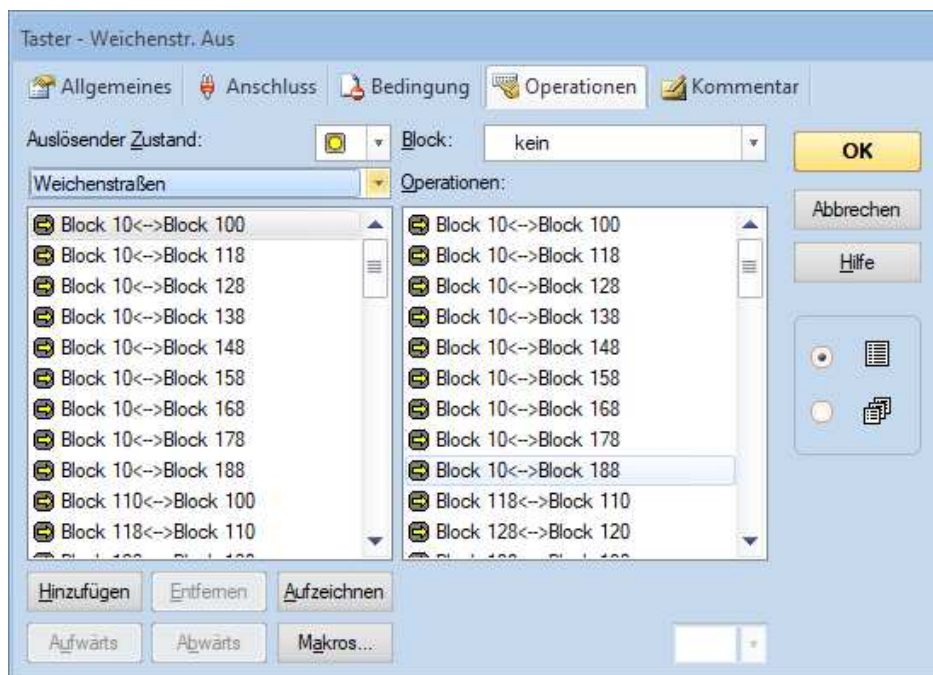 Taster - Weichenstr. Aus
Allgemeines Anschluss Bedingung Operationen Kommentar
Auslösender Zustand: Block: kein
OK
Weichenstraßen Operationen:
Abbrechen
Hilfe
Block 10<-->Block 100
Block 10<-->Block 118
Block 10<-->Block 128
Block 10<-->Block 138
Block 10<-->Block 148
Block 10<-->Block 158
Block 10<-->Block 168
Block 10<-->Block 178
Block 10<-->Block 188
Block 110<-->Block 100
Block 118<-->Block 110
Block 10<-->Block 100
Block 10<-->Block 118
Block 10<-->Block 128
Block 10<-->Block 138
Block 10<-->Block 148
Block 10<-->Block 158
Block 10<-->Block 168
Block 10<-->Block 178
Block 10<-->Block 188
Block 118<-->Block 110
Block 128<-->Block 120
Hinzufügen Entfernen Aufzeichnen
Aufwärts Abwärts Makros...